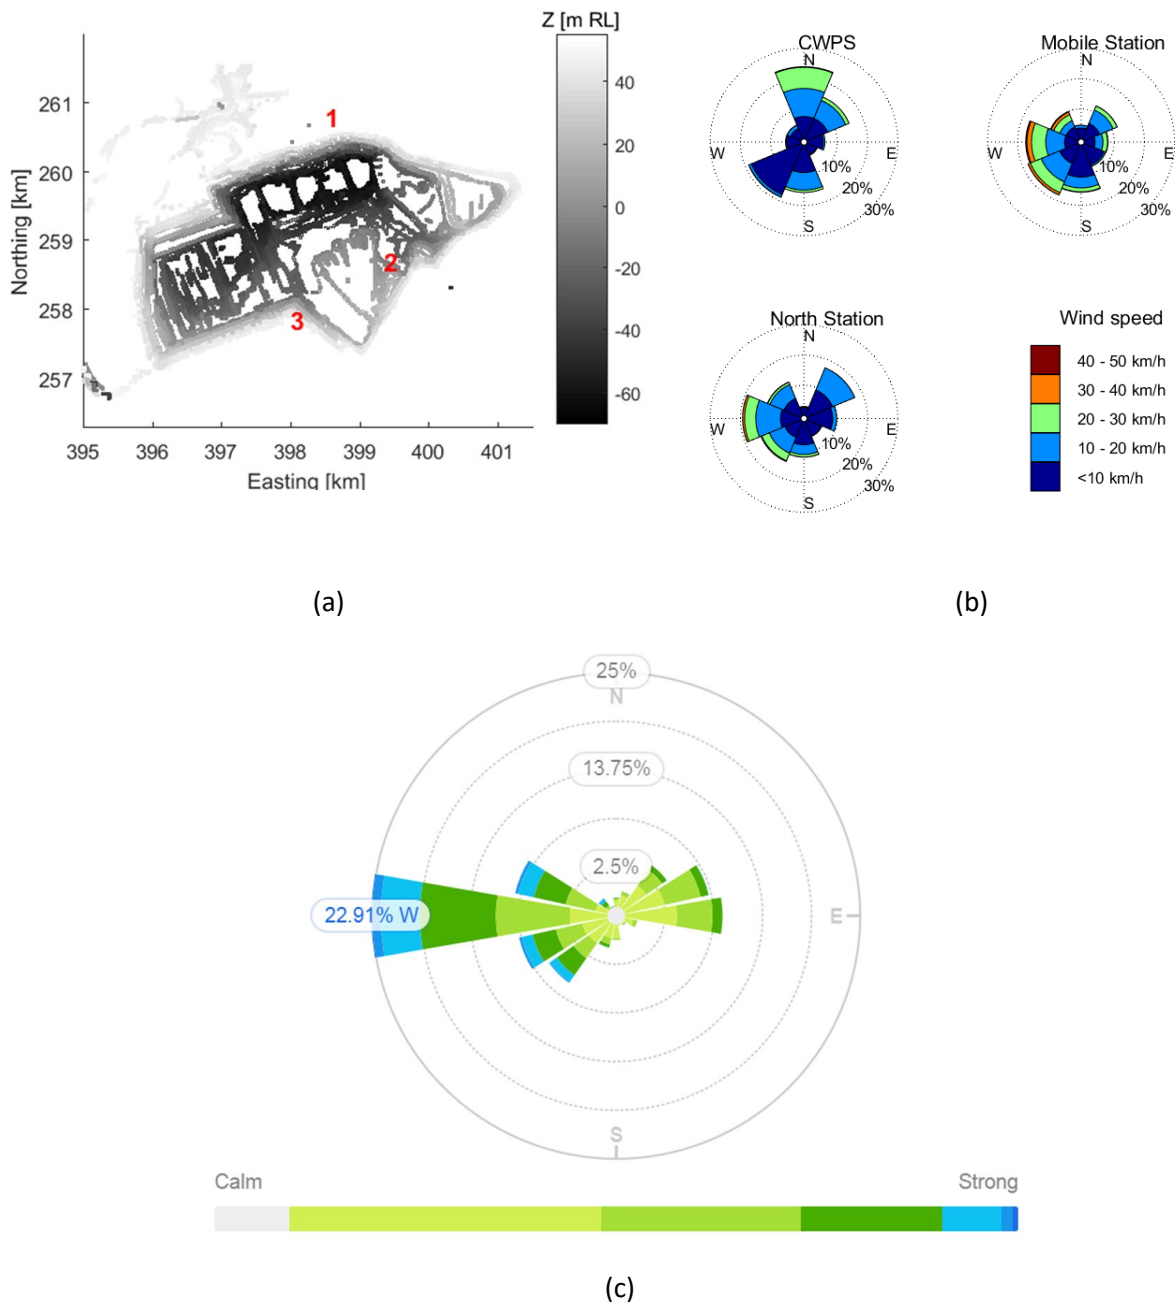 Z [m RL]
40
20
0
-20
-40
-60
261
260
259
258
257
Northing [km]
1
2
3
395
396
397
398
399
400
401
Easting [km]
(a)
CWPS
N
W
E
S
10%
20%
30%
Mobile Station
N
W
E
S
10%
20%
30%
North Station
N
W
E
S
10%
20%
30%
Wind speed
40 - 50 km/h
30 - 40 km/h
20 - 30 km/h
10 - 20 km/h
<10 km/h
(b)
25%
N
13.75%
2.5%
22.91% W
E
S
Calm
Strong
(c)